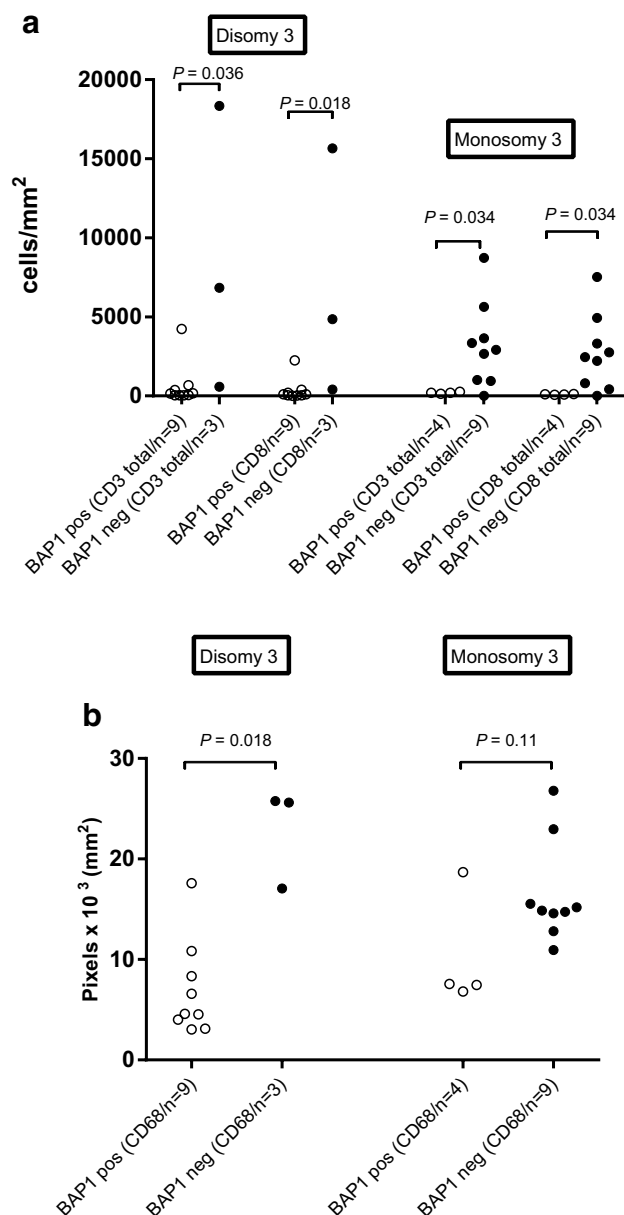 a
Disomy 3
P = 0.036
P = 0.018
Monosomy 3
P = 0.034
P = 0.034
cells/mm²
20000
15000
10000
5000
0
BAP1 pos (CD3 total/n=9)
BAP1 neg (CD3 total/n=3)
BAP1 pos (CD8/n=9)
BAP1 neg (CD8/n=3)
BAP1 pos (CD3 total/n=4)
BAP1 neg (CD3 total/n=9)
BAP1 pos (CD8 total/n=4)
BAP1 neg (CD8 total/n=9)
Disomy 3
Monosomy 3
b
P = 0.018
P = 0.11
Pixels x 10 ³ (mm²)
30
20
10
0
BAP1 pos (CD68/n=9)
BAP1 neg (CD68/n=3)
BAP1 pos (CD68/n=4)
BAP1 neg (CD68/n=9)